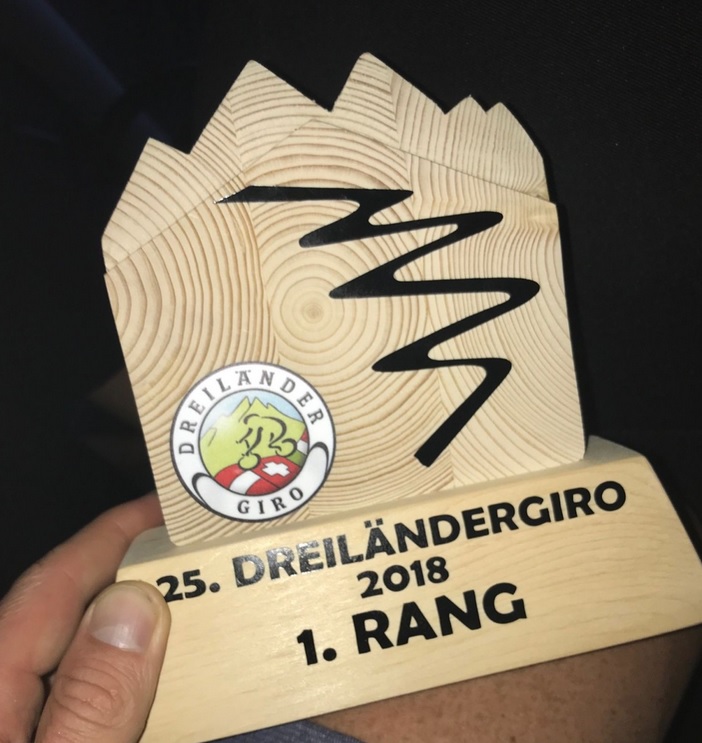 DREILÄNDER
GIRO
25. DREILÄNDERGIRO
2018
1. RANG